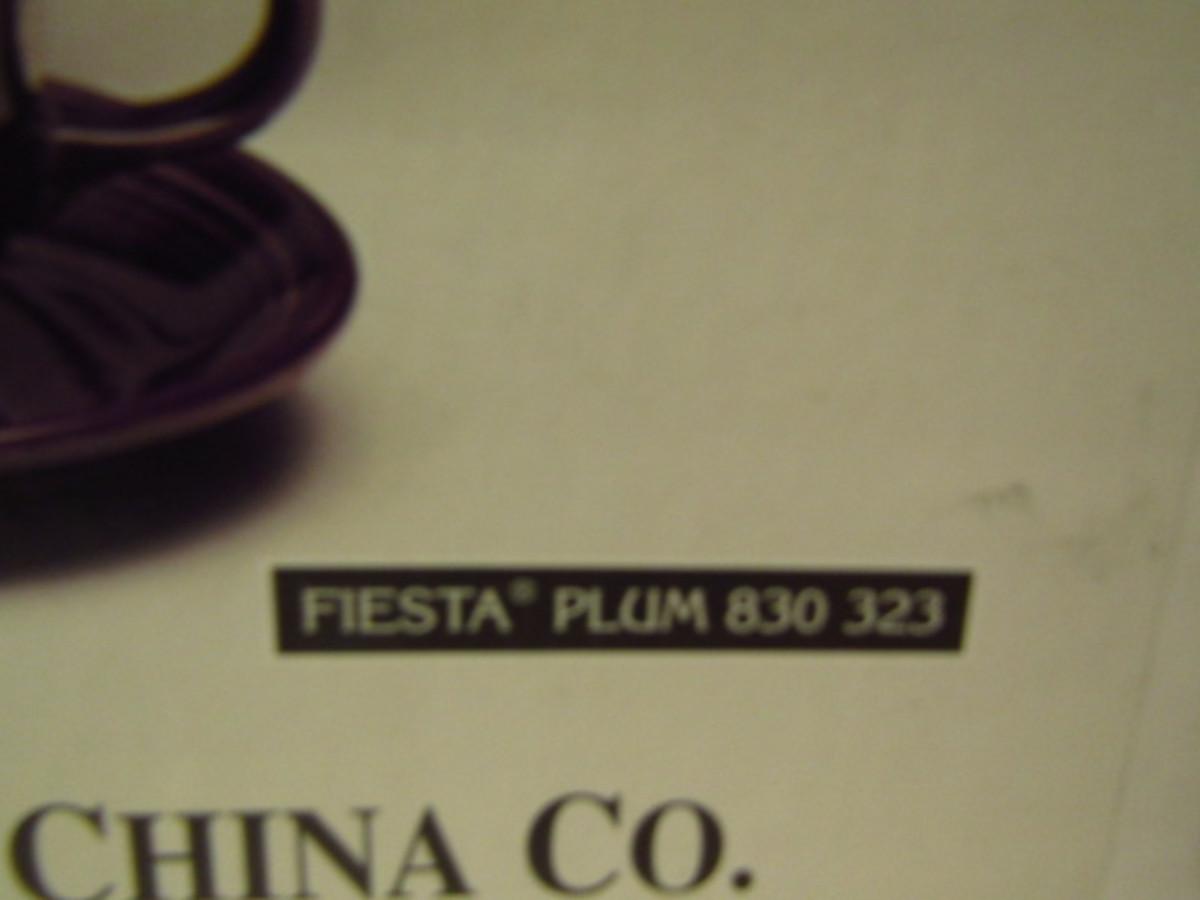 FIESTA® PLUM 830 323
CHINA CO.